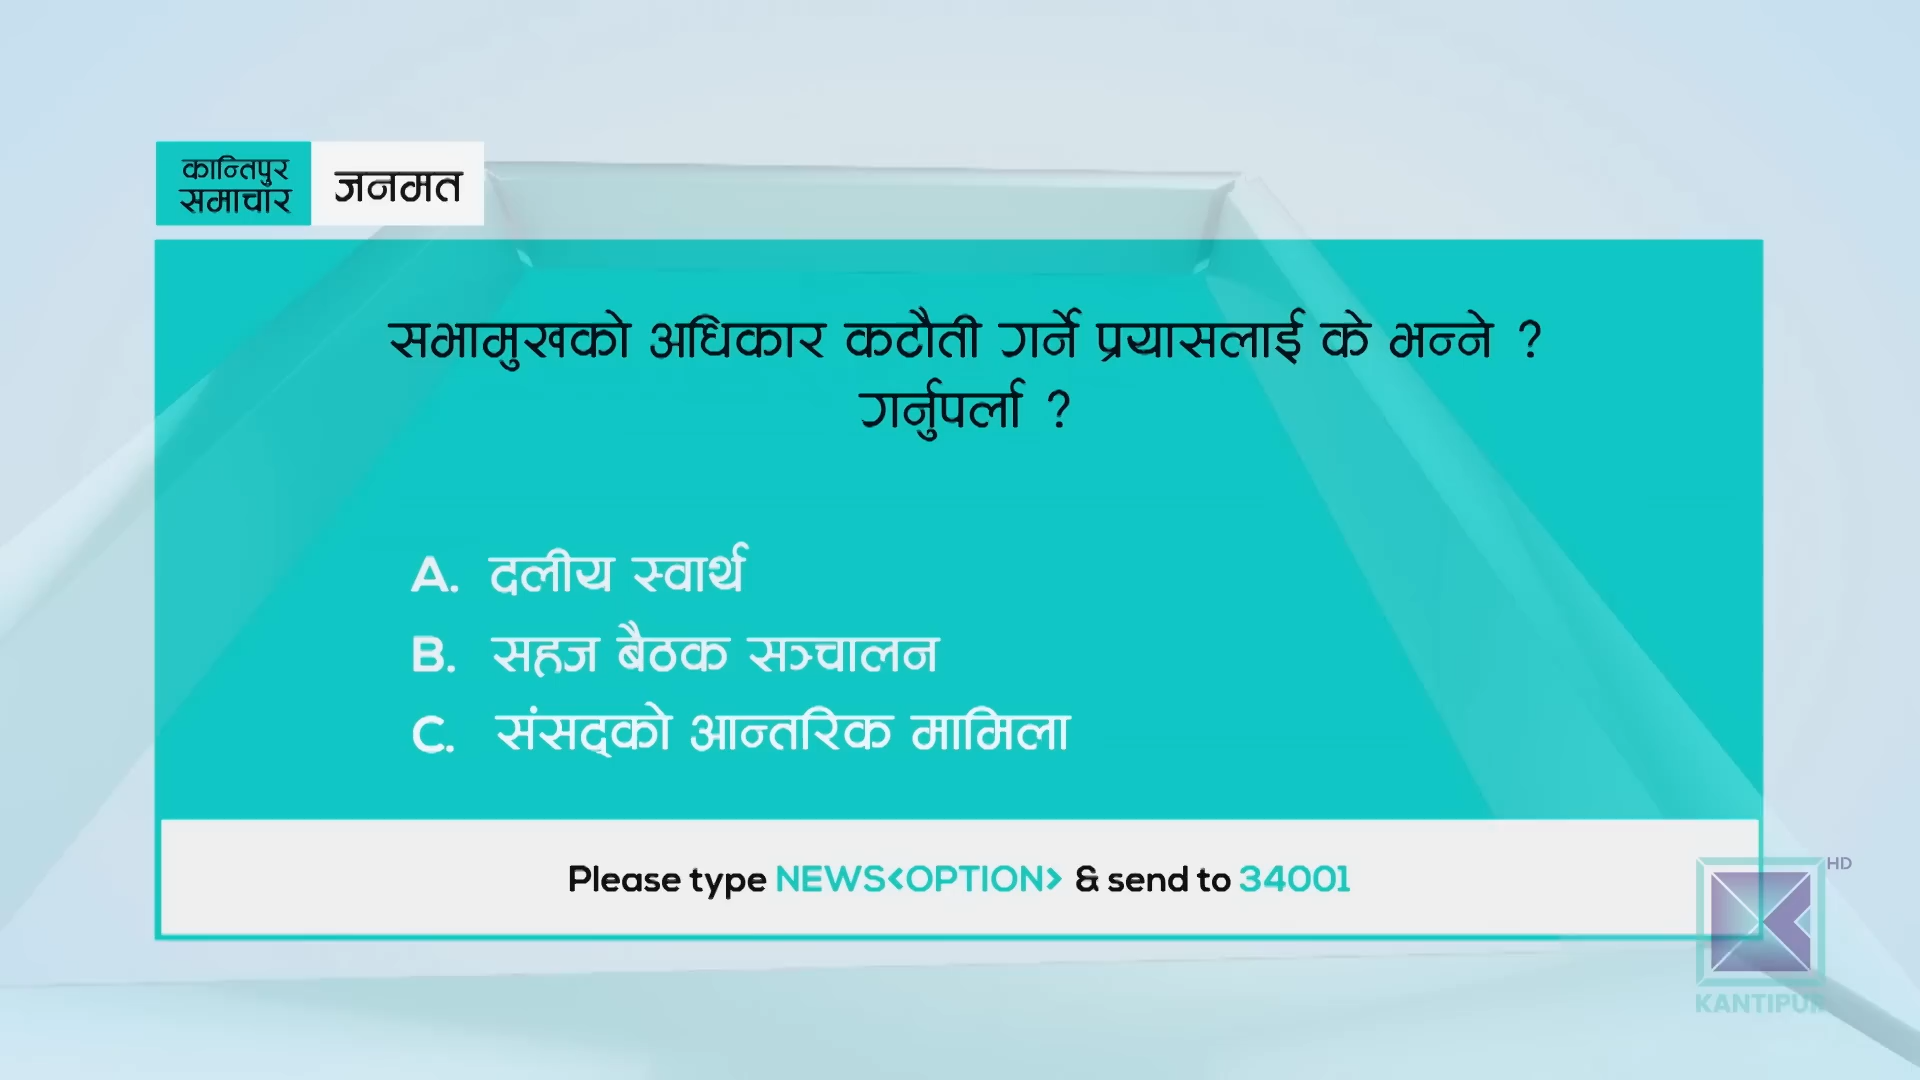 कान्तिपुर
समाचार
जनमत
सभामुखको अधिकार कटौती गर्ने प्रयासलाई के भन्ने ?
गर्नुपर्ला ?
A. दलीय स्वार्थ
B. सहज बैठक सञ्चालन
C. संसद्को आन्तरिक मामिला
Please type NEWS<OPTION> & send to 34001
HD
KANTIPUR